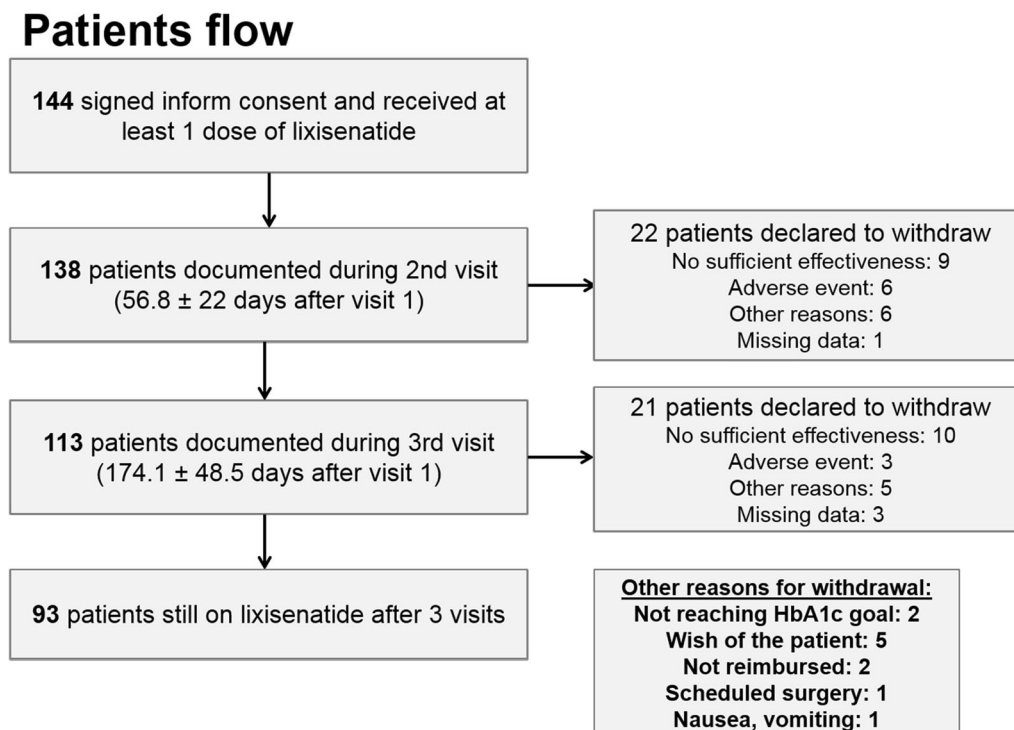 Patients flow
144 signed inform consent and received at
least 1 dose of lixisenatide
138 patients documented during 2nd visit
(56.8 ± 22 days after visit 1)
22 patients declared to withdraw
No sufficient effectiveness: 9
Adverse event: 6
Other reasons: 6
Missing data: 1
113 patients documented during 3rd visit
(174.1 ± 48.5 days after visit 1)
21 patients declared to withdraw
No sufficient effectiveness: 10
Adverse event: 3
Other reasons: 5
Missing data: 3
93 patients still on lixisenatide after 3 visits
Other reasons for withdrawal:
Not reaching HbA1c goal: 2
Wish of the patient: 5
Not reimbursed: 2
Scheduled surgery: 1
Nausea, vomiting: 1